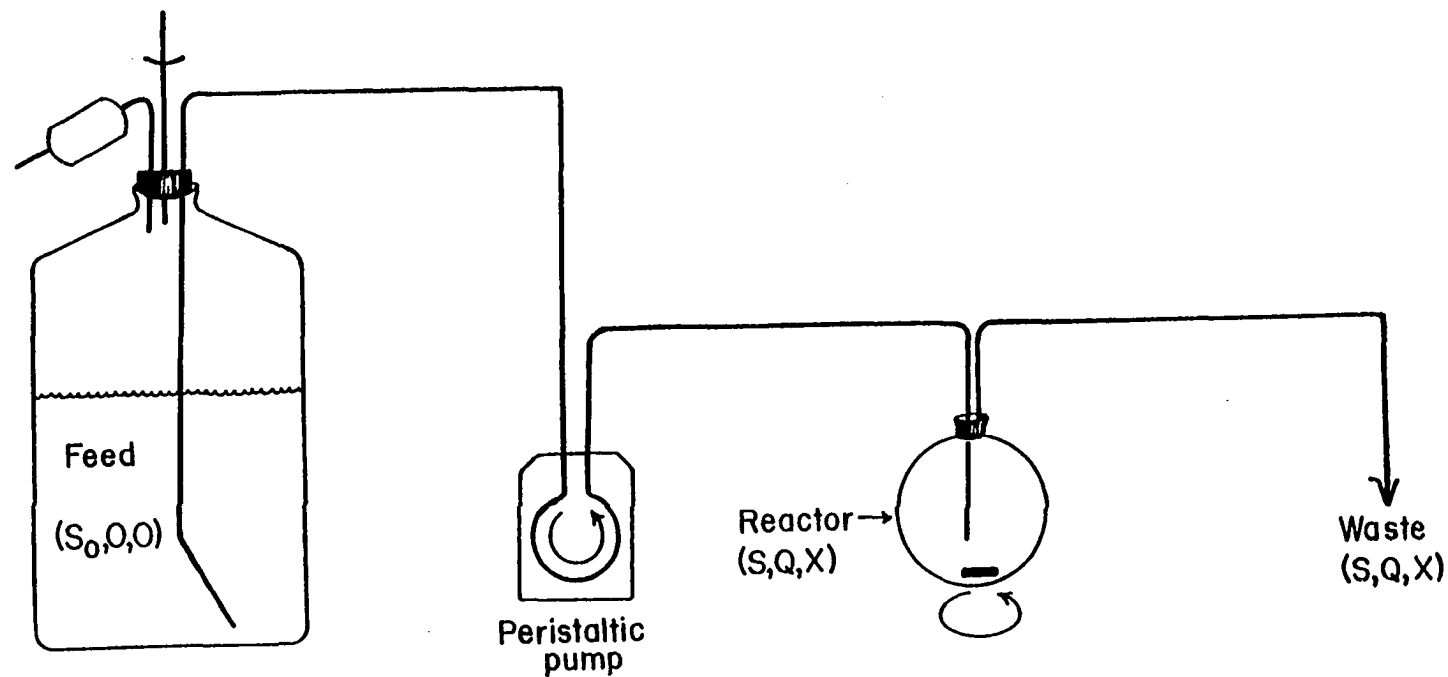 Feed
(S₀,0,0)
Peristaltic
pump
Reactor→
(S,Q,X)
Waste
(S,Q,X)